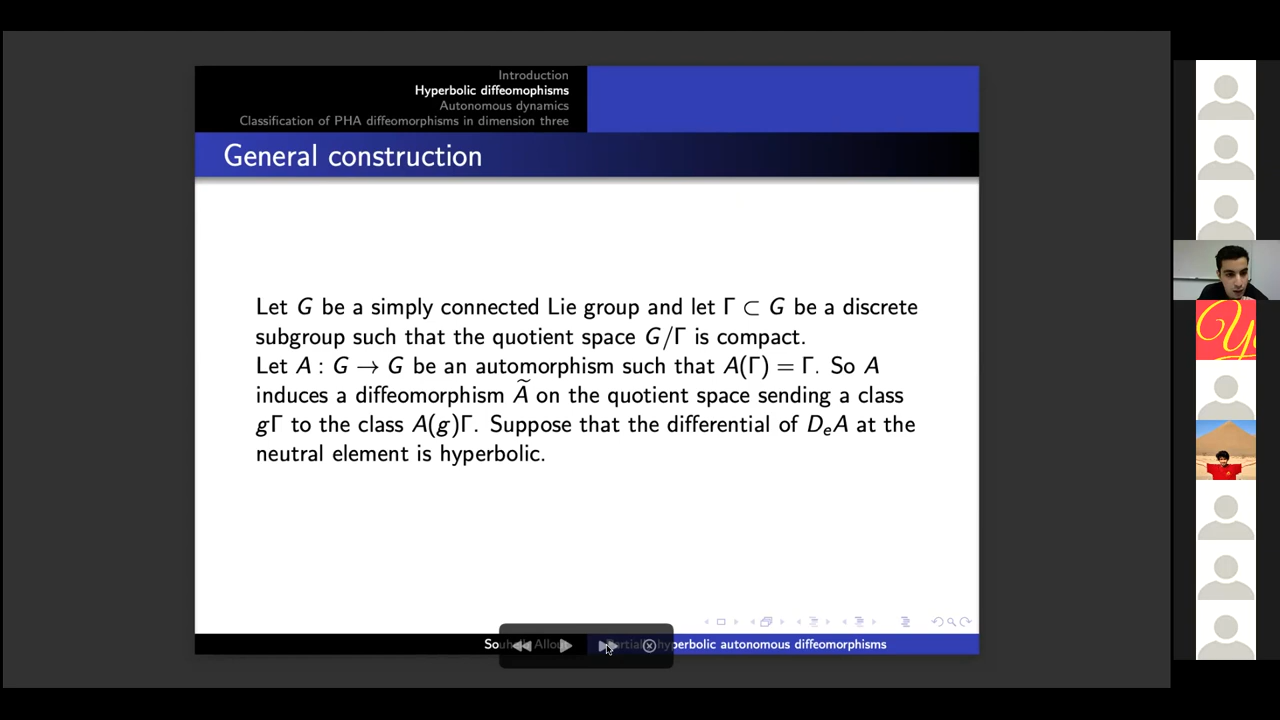 Introduction
Hyperbolic diffeomophisms
Autonomous dynamics
Classification of PHA diffeomorphisms in dimension three
General construction
Let G be a simply connected Lie group and let Γ ⊂ G be a discrete
subgroup such that the quotient space G/Γ is compact.
Let A : G → G be an automorphism such that A(Γ) = Γ. So A
induces a diffeomorphism Ã on the quotient space sending a class
gΓ to the class A(g)Γ. Suppose that the differential of DₑA at the
neutral element is hyperbolic.
hyperbolic autonomous diffeomorphisms